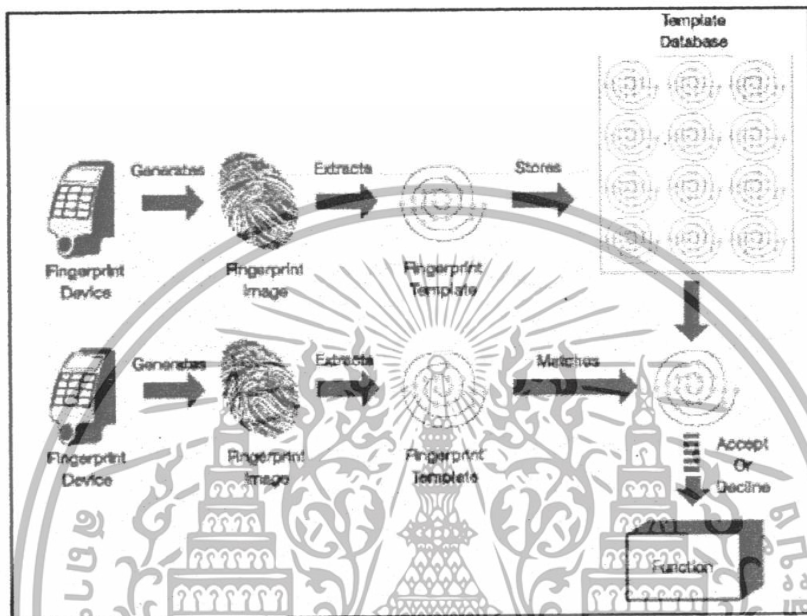 Template
Database
Generates
Extracts
Stores
Fingerprint
Device
Fingerprint
Image
Fingerprint
Template
Generates
Extracts
Matches
Fingerprint
Device
Fingerprint
Image
Fingerprint
Template
Accept
Or
Decline
Function